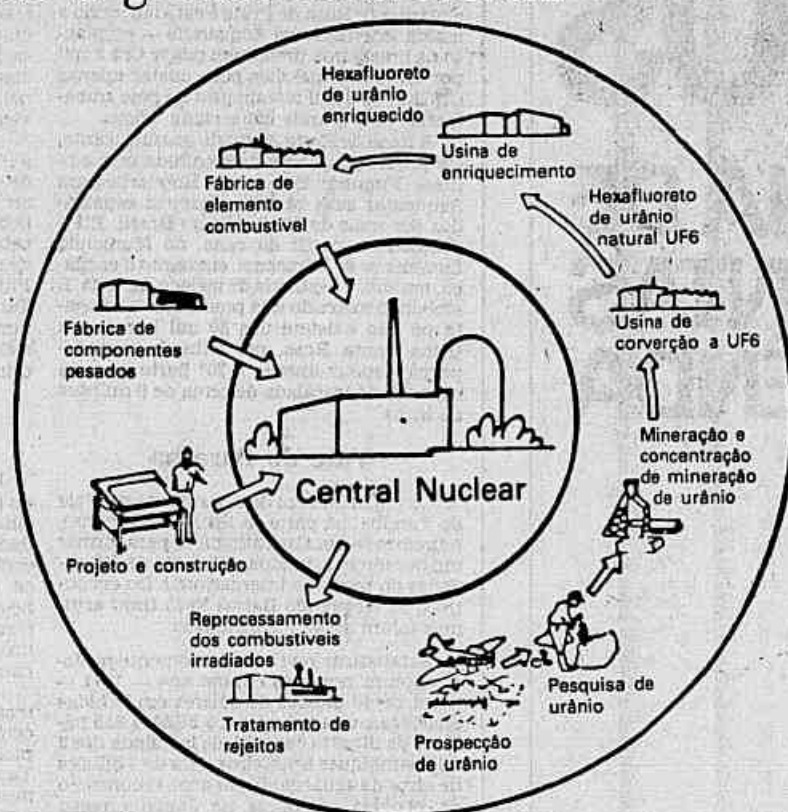 Hexafluoreto
de urânio
enriquecido
Usina de
enriquecimento
Fábrica de
elemento
combustivel
Hexafluoreto
de urânio
natural UF6
Fábrica de
componentes
pesados
Usina de
corverção a UF6
Mineração e
concentração
de mineração
de urânio
Central Nuclear
Projeto e construção
Reprocessamento
dos combustíveis
irradiados
Tratamento de
rejeitos
Prospecção
de urânio
Pesquisa de
urânio